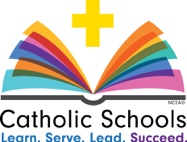 NCEA©
Catholic Schools
Learn. Serve. Lead. Succeed.